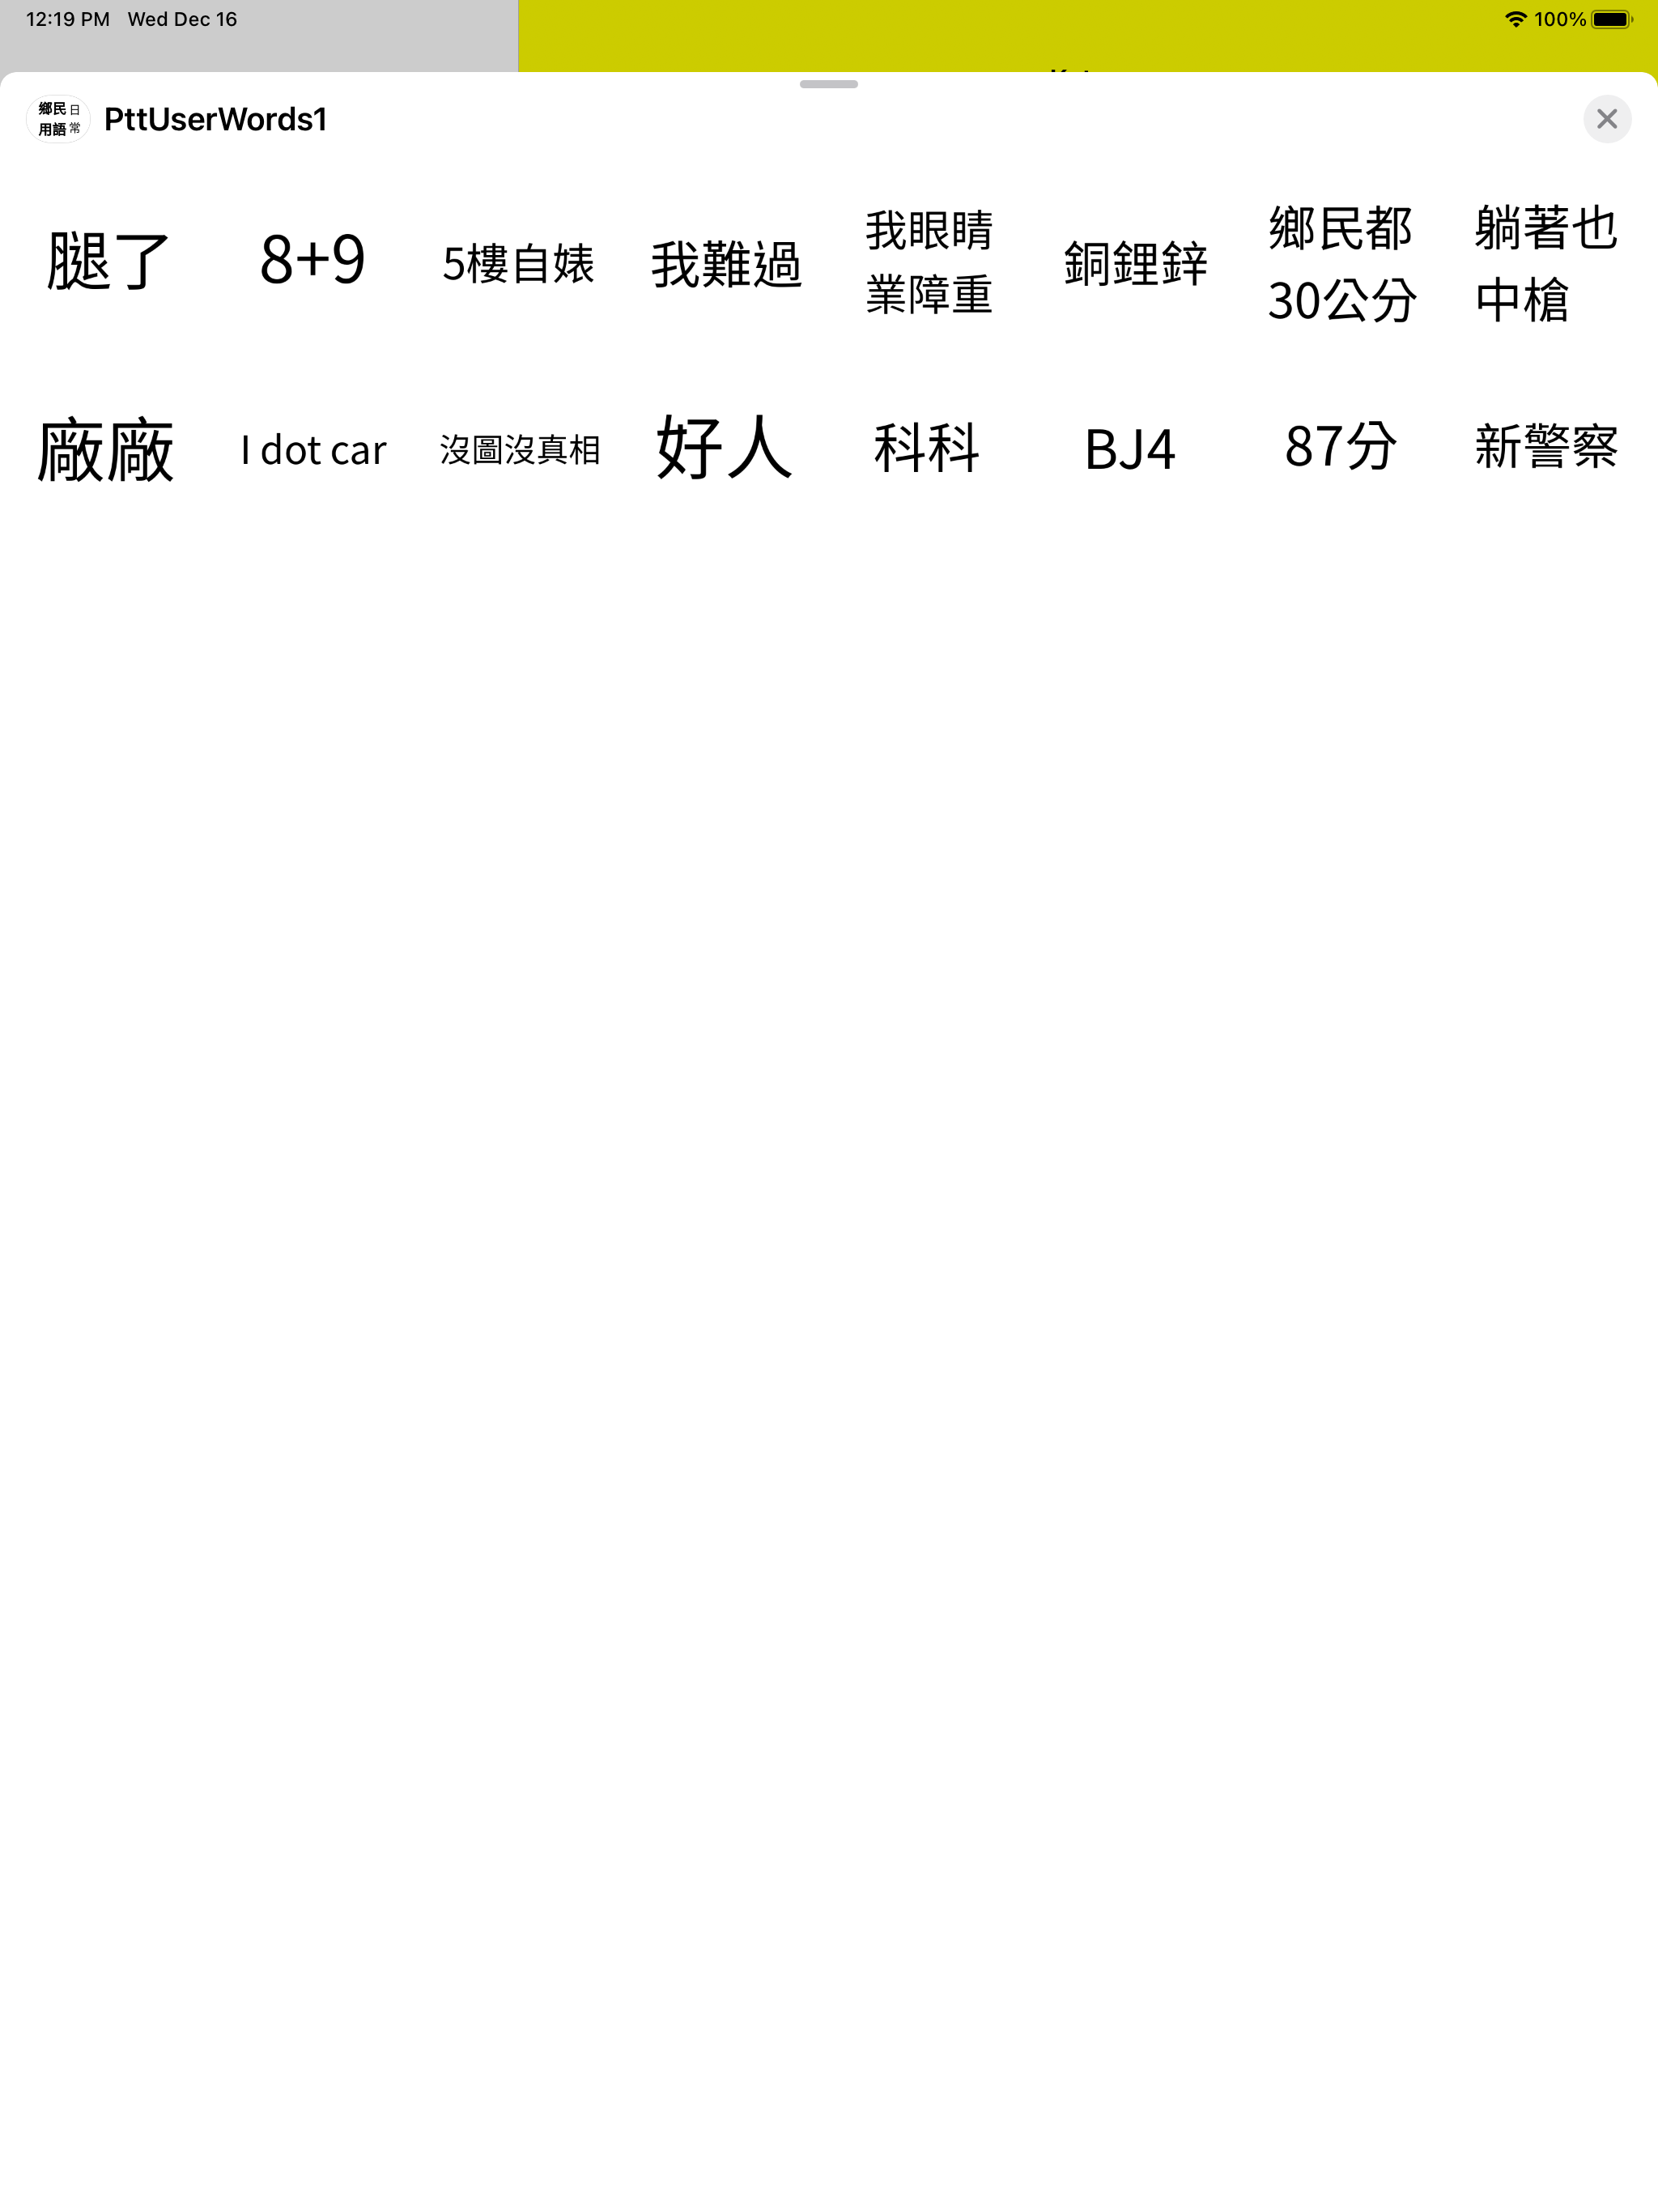 12:19 PM Wed Dec 16
100%
鄉民日
用語常
PttUserWords1
腿了
8+9
5樓自婊
我難過
我眼睛
業障重
銅鋰鋅
鄉民都
30公分
躺著也
中槍
廠廠
I dot car
沒圖沒真相
好人
科科
BJ4
87分
新警察